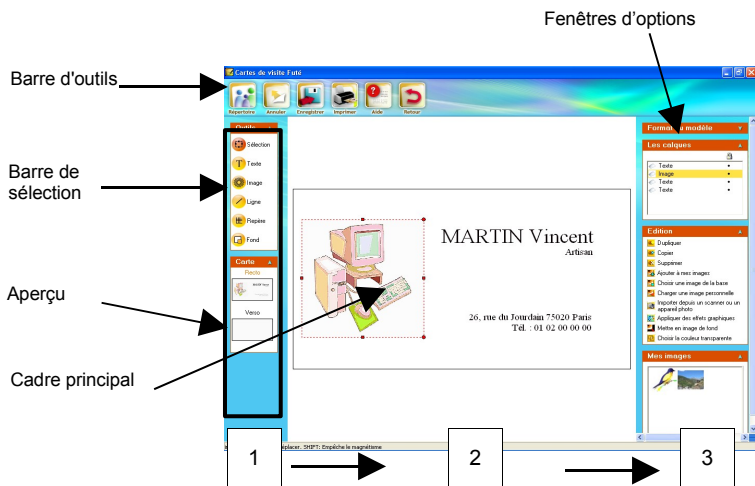 Fenêtres d'options
Barre d'outils
Barre de
sélection
Aperçu
Cadre principal
Cartes de visite Futé
Répertoire Annuler Enregistrer Imprimer Aide Retour
Outils
Sélection
Texte
Image
Ligne
Repère
Fond
Carte
Recto
Verso
MARTIN Vincent
Artisan
26, rue du Jourdain 75020 Paris
Tél. : 01 02 00 00 00
Format du modèle
Les calques
Texte
Image
Texte
Texte
Edition
Dupliquer
Copier
Supprimer
Ajouter à mes images
Choisir une image de la base
Charger une image personnelle
Importer depuis un scanner ou un
appareil photo
Appliquer des effets graphiques
Mettre en image de fond
Choisir la couleur transparente
Mes images
déplacer. SHIFT: Empêche le magnétisme
1
2
3